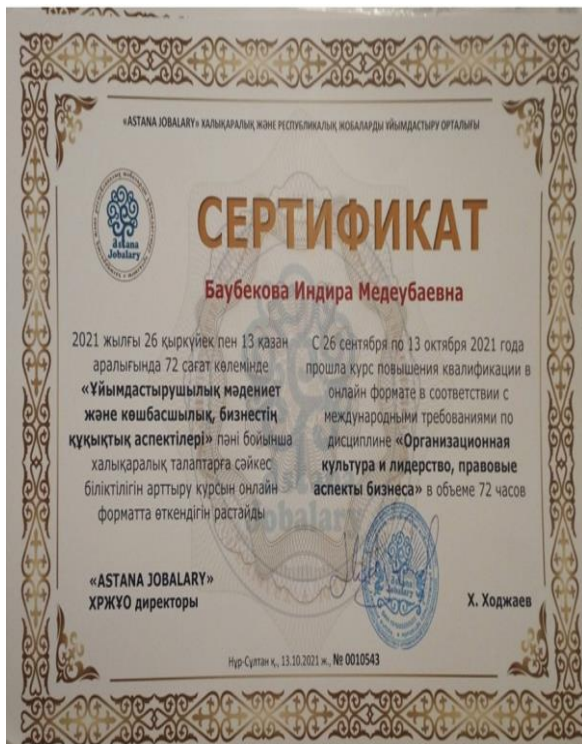 «ASTANA JOBALARY» ХАЛЫҚАРАЛЫҚ ЖӘНЕ РЕСПУБЛИКАЛЫҚ ЖОБАЛАРДЫ ҰЙЫМДАСТЫРУ ОРТАЛЫҒЫ
astana
Jobalary
СЕРТИФИКАТ
Баубекова Индира Медеубаевна
2021 жылғы 26 қыркүйек пен 13 қазан
аралығында 72 сағат көлемінде
«Ұйымдастырушылық мәдениет
және көшбасшылық, бизнестің
құқықтық аспектілері» пәні бойынша
халықаралық талаптарға сәйкес
біліктілігін арттыру курсын онлайн
форматта өткендігін растайды
С 26 сентября по 13 октября 2021 года
прошла курс повышения квалификации в
онлайн формате в соответствии с
международными требованиями по
дисциплине «Организационная
культура и лидерство, правовые
аспекты бизнеса» в объеме 72 часов
Jobalary
«ASTANA JOBALARY»
ХРЖҰО директоры
astana
Jobalary
Х. Ходжаев
Нұр-Сұлтан қ., 13.10.2021 ж., № 0010543